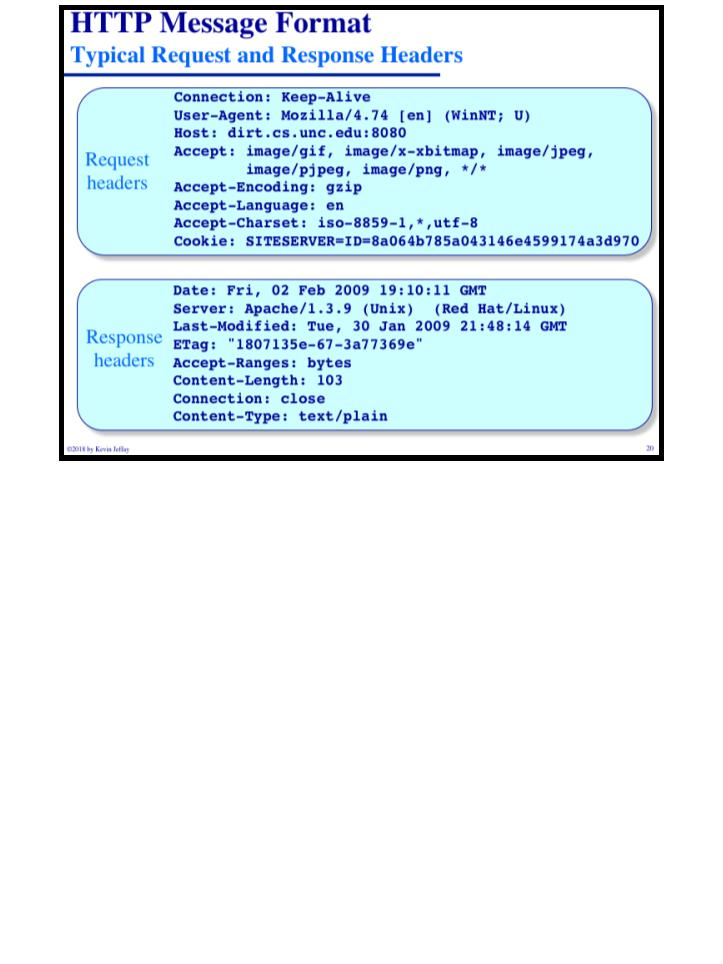 HTTP Message Format
Typical Request and Response Headers
Request
headers
Connection: Keep-Alive
User-Agent: Mozilla/4.74 [en] (WinNT; U)
Host: dirt.cs.unc.edu:8080
Accept: image/gif, image/x-xbitmap, image/jpeg,
image/pjpeg, image/png, */*
Accept-Encoding: gzip
Accept-Language: en
Accept-Charset: iso-8859-1,*,utf-8
Cookie: SITESERVER=ID=8a064b785a043146e4599174a3d970
Response
headers
Date: Fri, 02 Feb 2009 19:10:11 GMT
Server: Apache/1.3.9 (Unix)  (Red Hat/Linux)
Last-Modified: Tue, 30 Jan 2009 21:48:14 GMT
ETag: "1807135e-67-3a77369e"
Accept-Ranges: bytes
Content-Length: 103
Connection: close
Content-Type: text/plain
©2018 by Kevin Jeffay
20